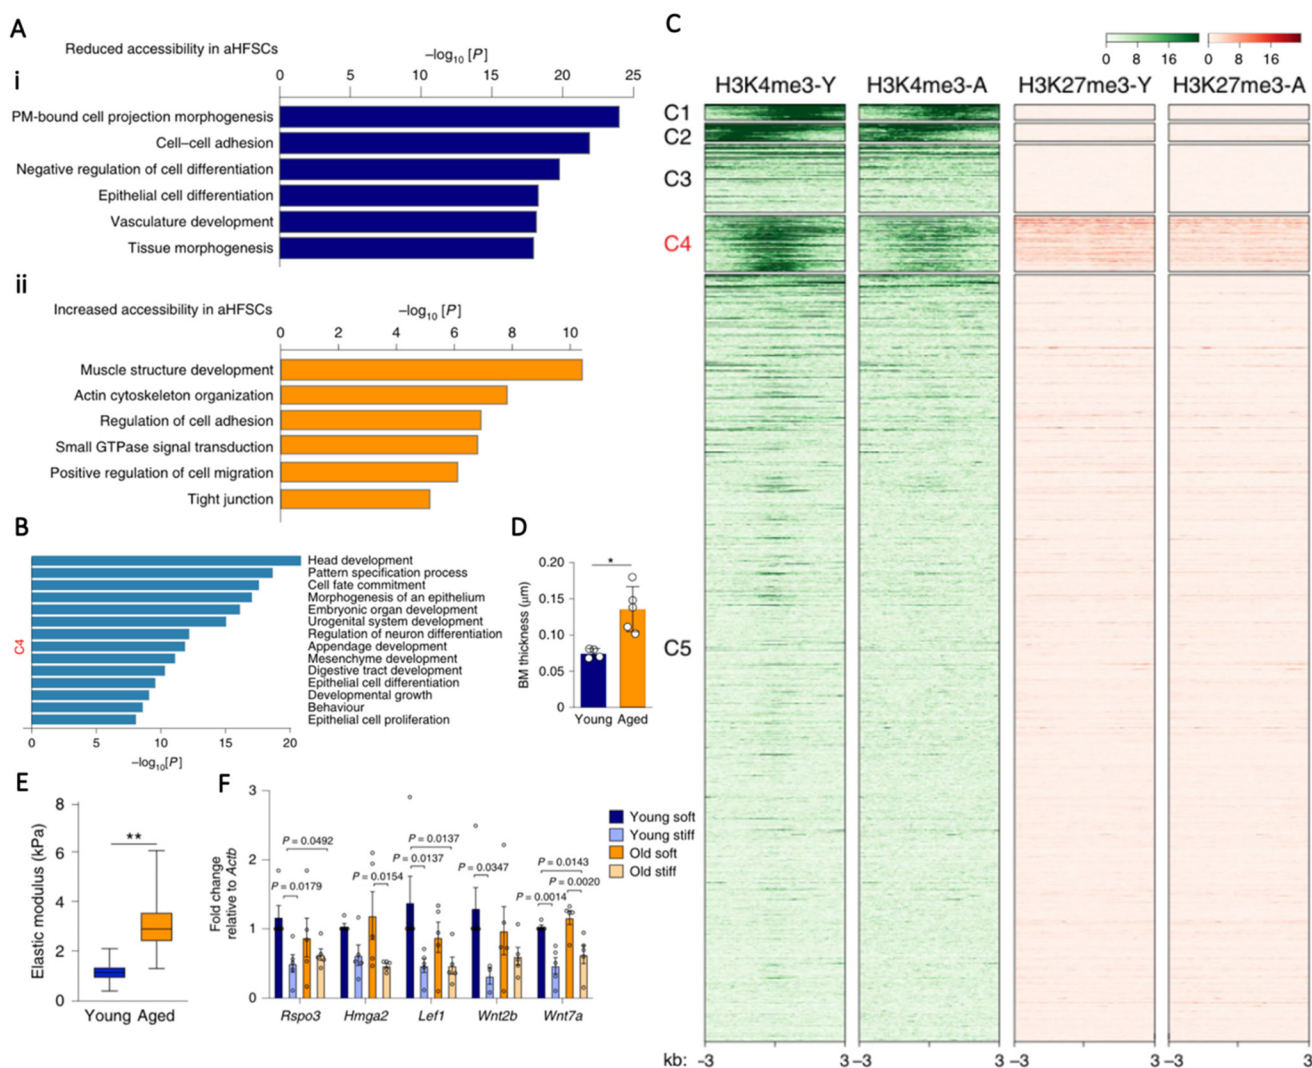 A
Reduced accessibility in aHFSCs
–log10 [P]
i
0 5 10 15 20 25
PM-bound cell projection morphogenesis
Cell–cell adhesion
Negative regulation of cell differentiation
Epithelial cell differentiation
Vasculature development
Tissue morphogenesis
ii
Increased accessibility in aHFSCs
–log10 [P]
0 2 4 6 8 10
Muscle structure development
Actin cytoskeleton organization
Regulation of cell adhesion
Small GTPase signal transduction
Positive regulation of cell migration
Tight junction
B
C4
Head development
Pattern specification process
Cell fate commitment
Morphogenesis of an epithelium
Embryonic organ development
Urogenital system development
Regulation of neuron differentiation
Appendage development
Mesenchyme development
Digestive tract development
Epithelial cell differentiation
Developmental growth
Behaviour
Epithelial cell proliferation
0 5 10 15 20
–log10[P]
C
0 8 16 0 8 16
H3K4me3-Y H3K4me3-A H3K27me3-Y H3K27me3-A
C1
C2
C3
C4
C5
kb: –3 3 –3 3 –3 3 –3 3
D
BM thickness (μm)
0.20
0.15
0.10
0.05
0
*
Young Aged
E
Elastic modulus (kPa)
8
6
4
2
0
**
Young Aged
F
Fold change
relative to Actb
3
2
1
0
P = 0.0492
P = 0.0179
P = 0.0154
P = 0.0137
P = 0.0137
P = 0.0347
P = 0.0143
P = 0.0020
P = 0.0014
Rspo3 Hmga2 Lef1 Wnt2b Wnt7a
Young soft
Young stiff
Old soft
Old stiff